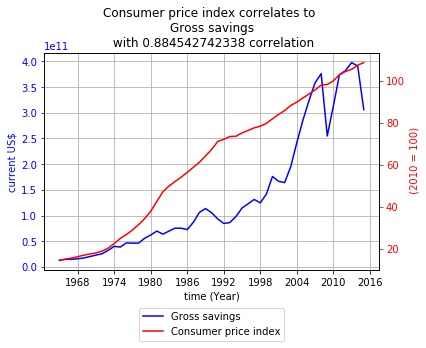 Consumer price index correlates to
Gross savings
with 0.884542742338 correlation
1e11
4.0
3.5
3.0
2.5
2.0
1.5
1.0
0.5
0.0
current US$
100
80
60
40
20
(2010 = 100)
1968 1974 1980 1986 1992 1998 2004 2010 2016
time (Year)
Gross savings
Consumer price index